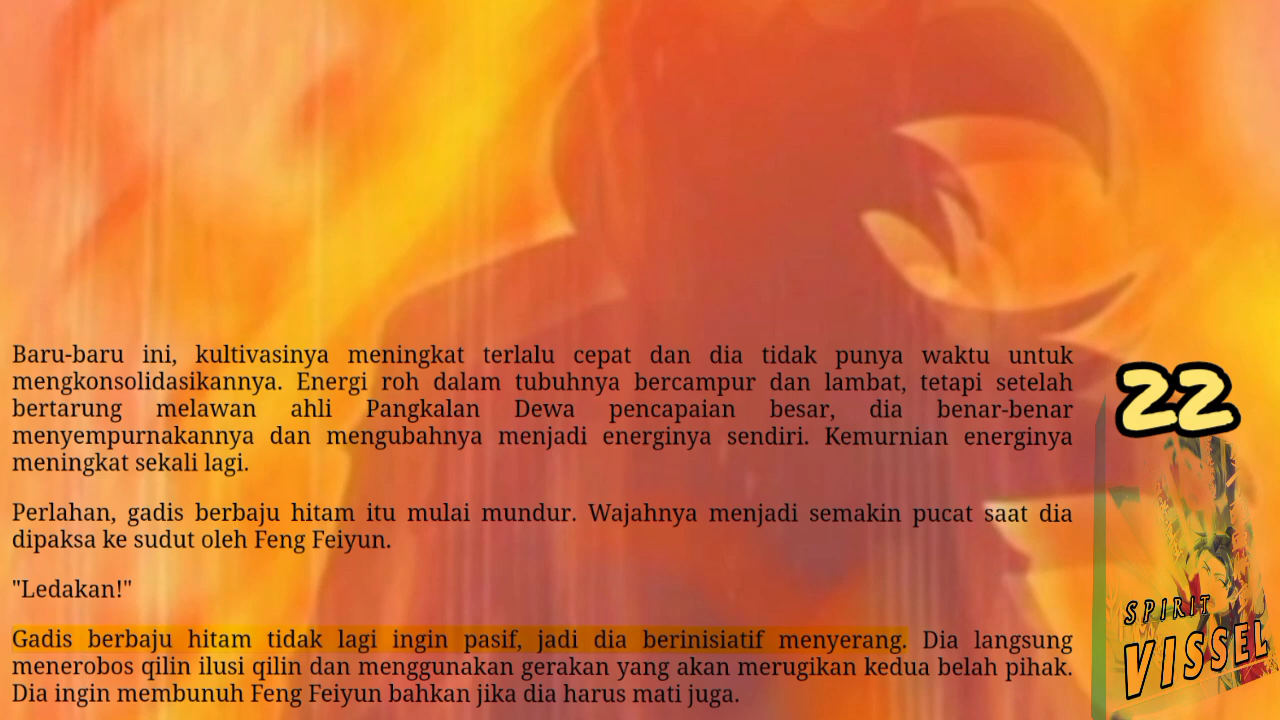 Baru-baru ini, kultivasinya meningkat terlalu cepat dan dia tidak punya waktu untuk
mengkonsolidasikannya. Energi roh dalam tubuhnya bercampur dan lambat, tetapi setelah
bertarung melawan ahli Pangkalan Dewa pencapaian besar, dia benar-benar
menyempurnakannya dan mengubahnya menjadi energinya sendiri. Kemurnian energinya
meningkat sekali lagi.
Perlahan, gadis berbaju hitam itu mulai mundur. Wajahnya menjadi semakin pucat saat dia
dipaksa ke sudut oleh Feng Feiyun.
"Ledakan!"
Gadis berbaju hitam tidak lagi ingin pasif, jadi dia berinisiatif menyerang. Dia langsung
menerobos qilin ilusi qilin dan menggunakan gerakan yang akan merugikan kedua belah pihak.
Dia ingin membunuh Feng Feiyun bahkan jika dia harus mati juga.
22
SPIRIT
VISSEL